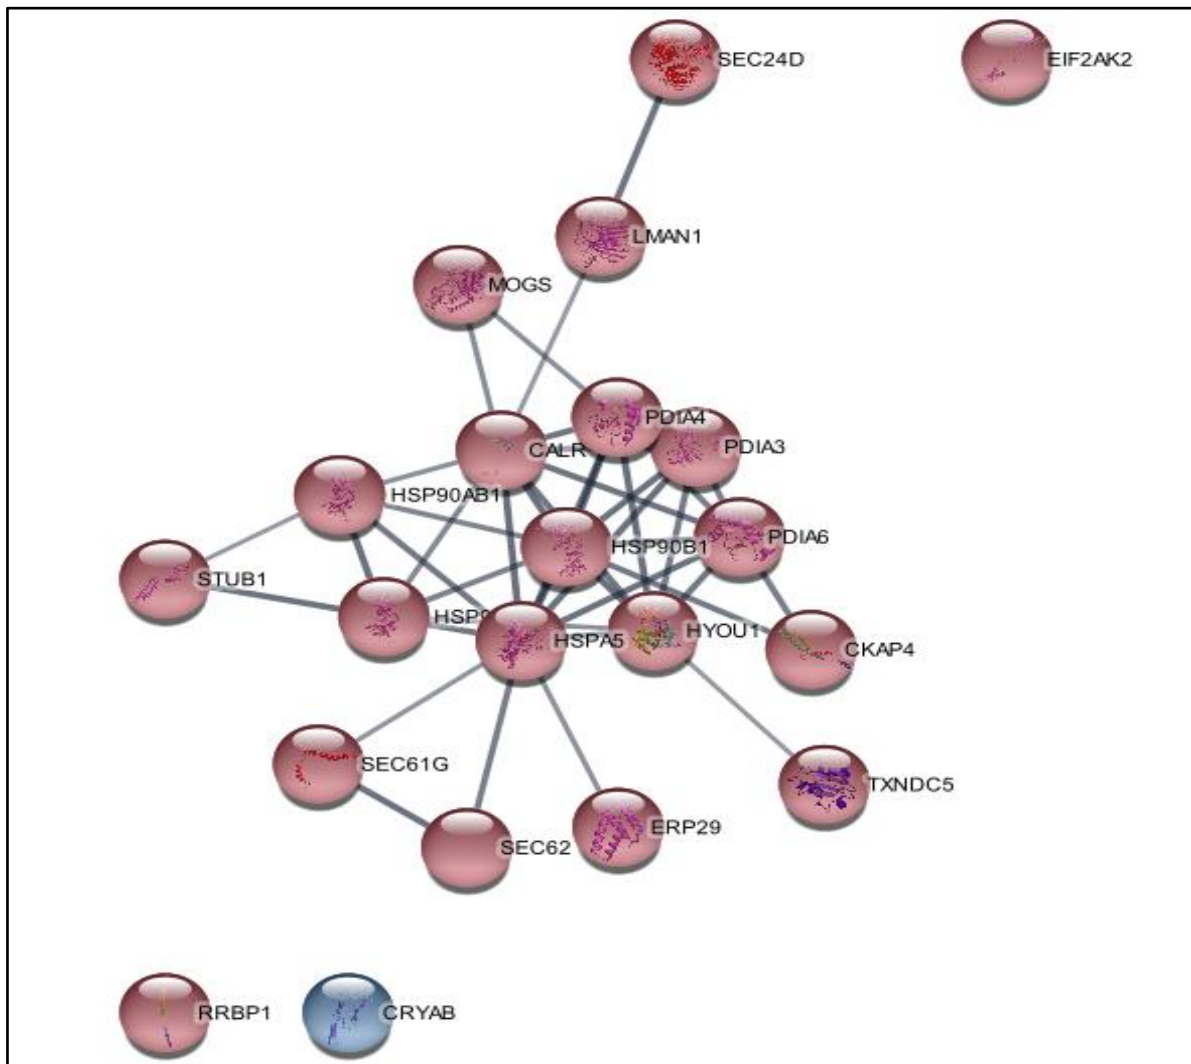 SEC24D
EIF2AK2
LMAN1
MOGS
PDIA4
CALR
PDIA3
HSP90AB1
PDIA6
HSP90B1
STUB1
HSPA5
HYOU1
CKAP4
SEC61G
TXNDC5
ERP29
SEC62
RRBP1
CRYAB